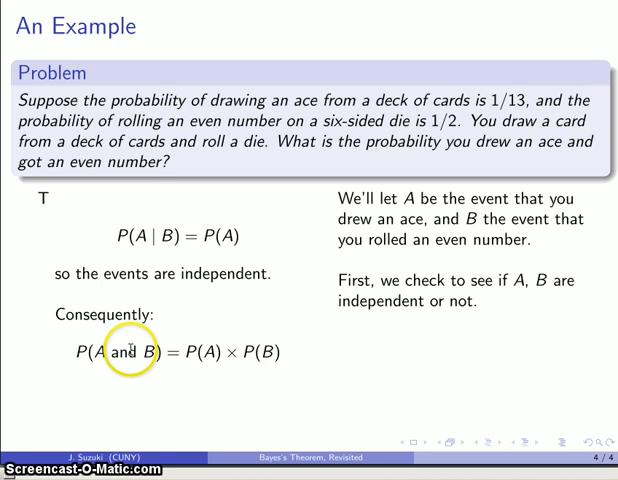 An Example
Problem
Suppose the probability of drawing an ace from a deck of cards is 1/13, and the
probability of rolling an even number on a six-sided die is 1/2. You draw a card
from a deck of cards and roll a die. What is the probability you drew an ace and
got an even number?
T
P(A | B) = P(A)
so the events are independent.
Consequently:
P(A and B) = P(A) × P(B)
We'll let A be the event that you
drew an ace, and B the event that
you rolled an even number.
First, we check to see if A, B are
independent or not.
J. Suzuki (CUNY) Bayes's Theorem, Revisited 4 / 4
Screencast-O-Matic.com